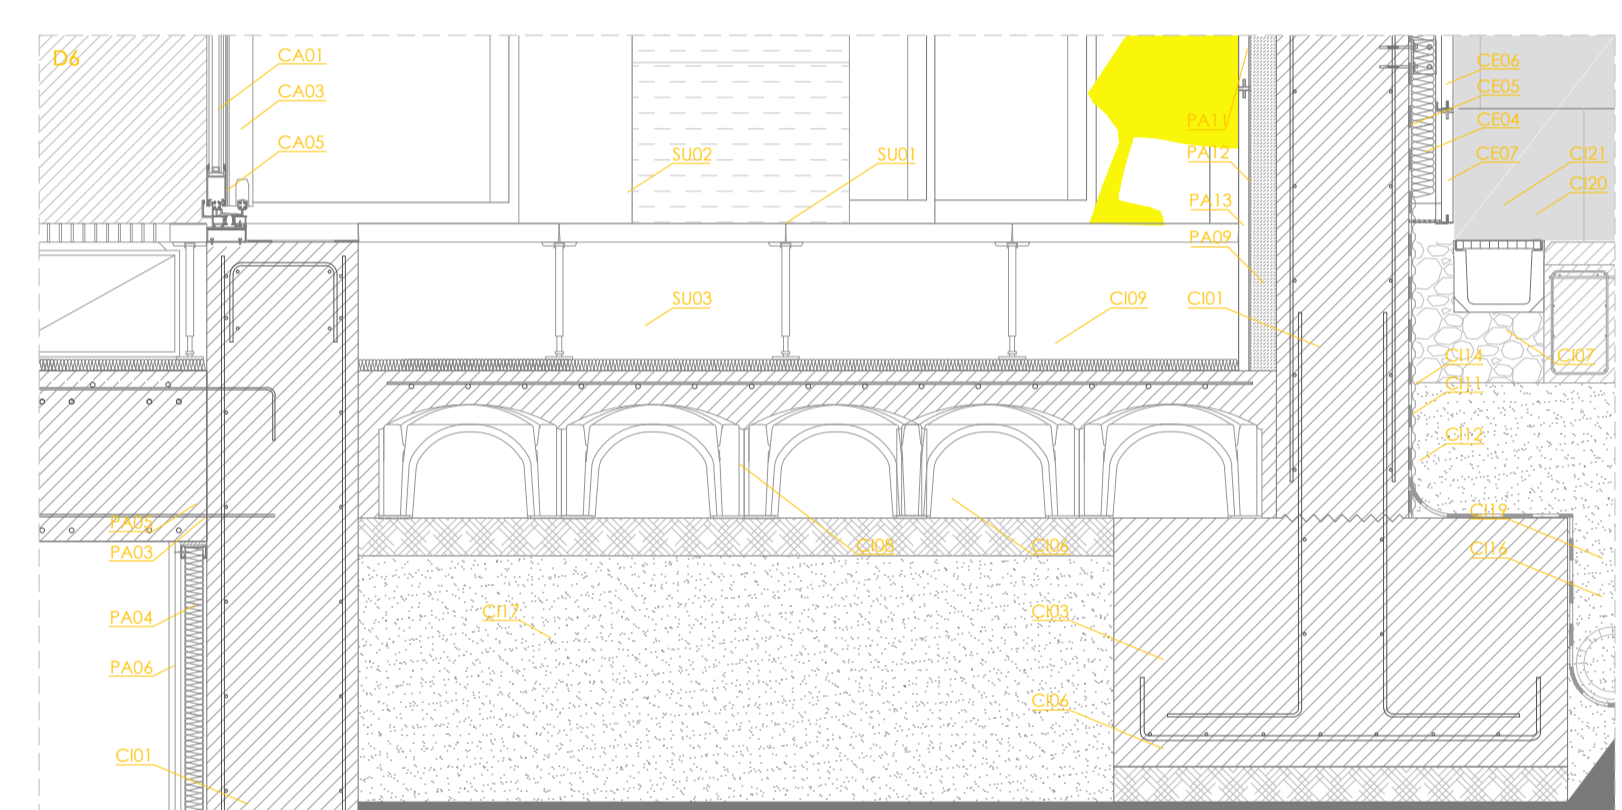 D6
CA01
CA03
CA05
SU02
SU01
PA11
PA12
PA13
PA09
CE06
CE05
CE04
CE07
CI21
CI20
SU03
CI09
CI01
CI07
CI14
CI11
CI12
PA05
PA03
CI08
CI06
CI19
CI16
PA04
CI17
CI03
PA06
CI06
CI01